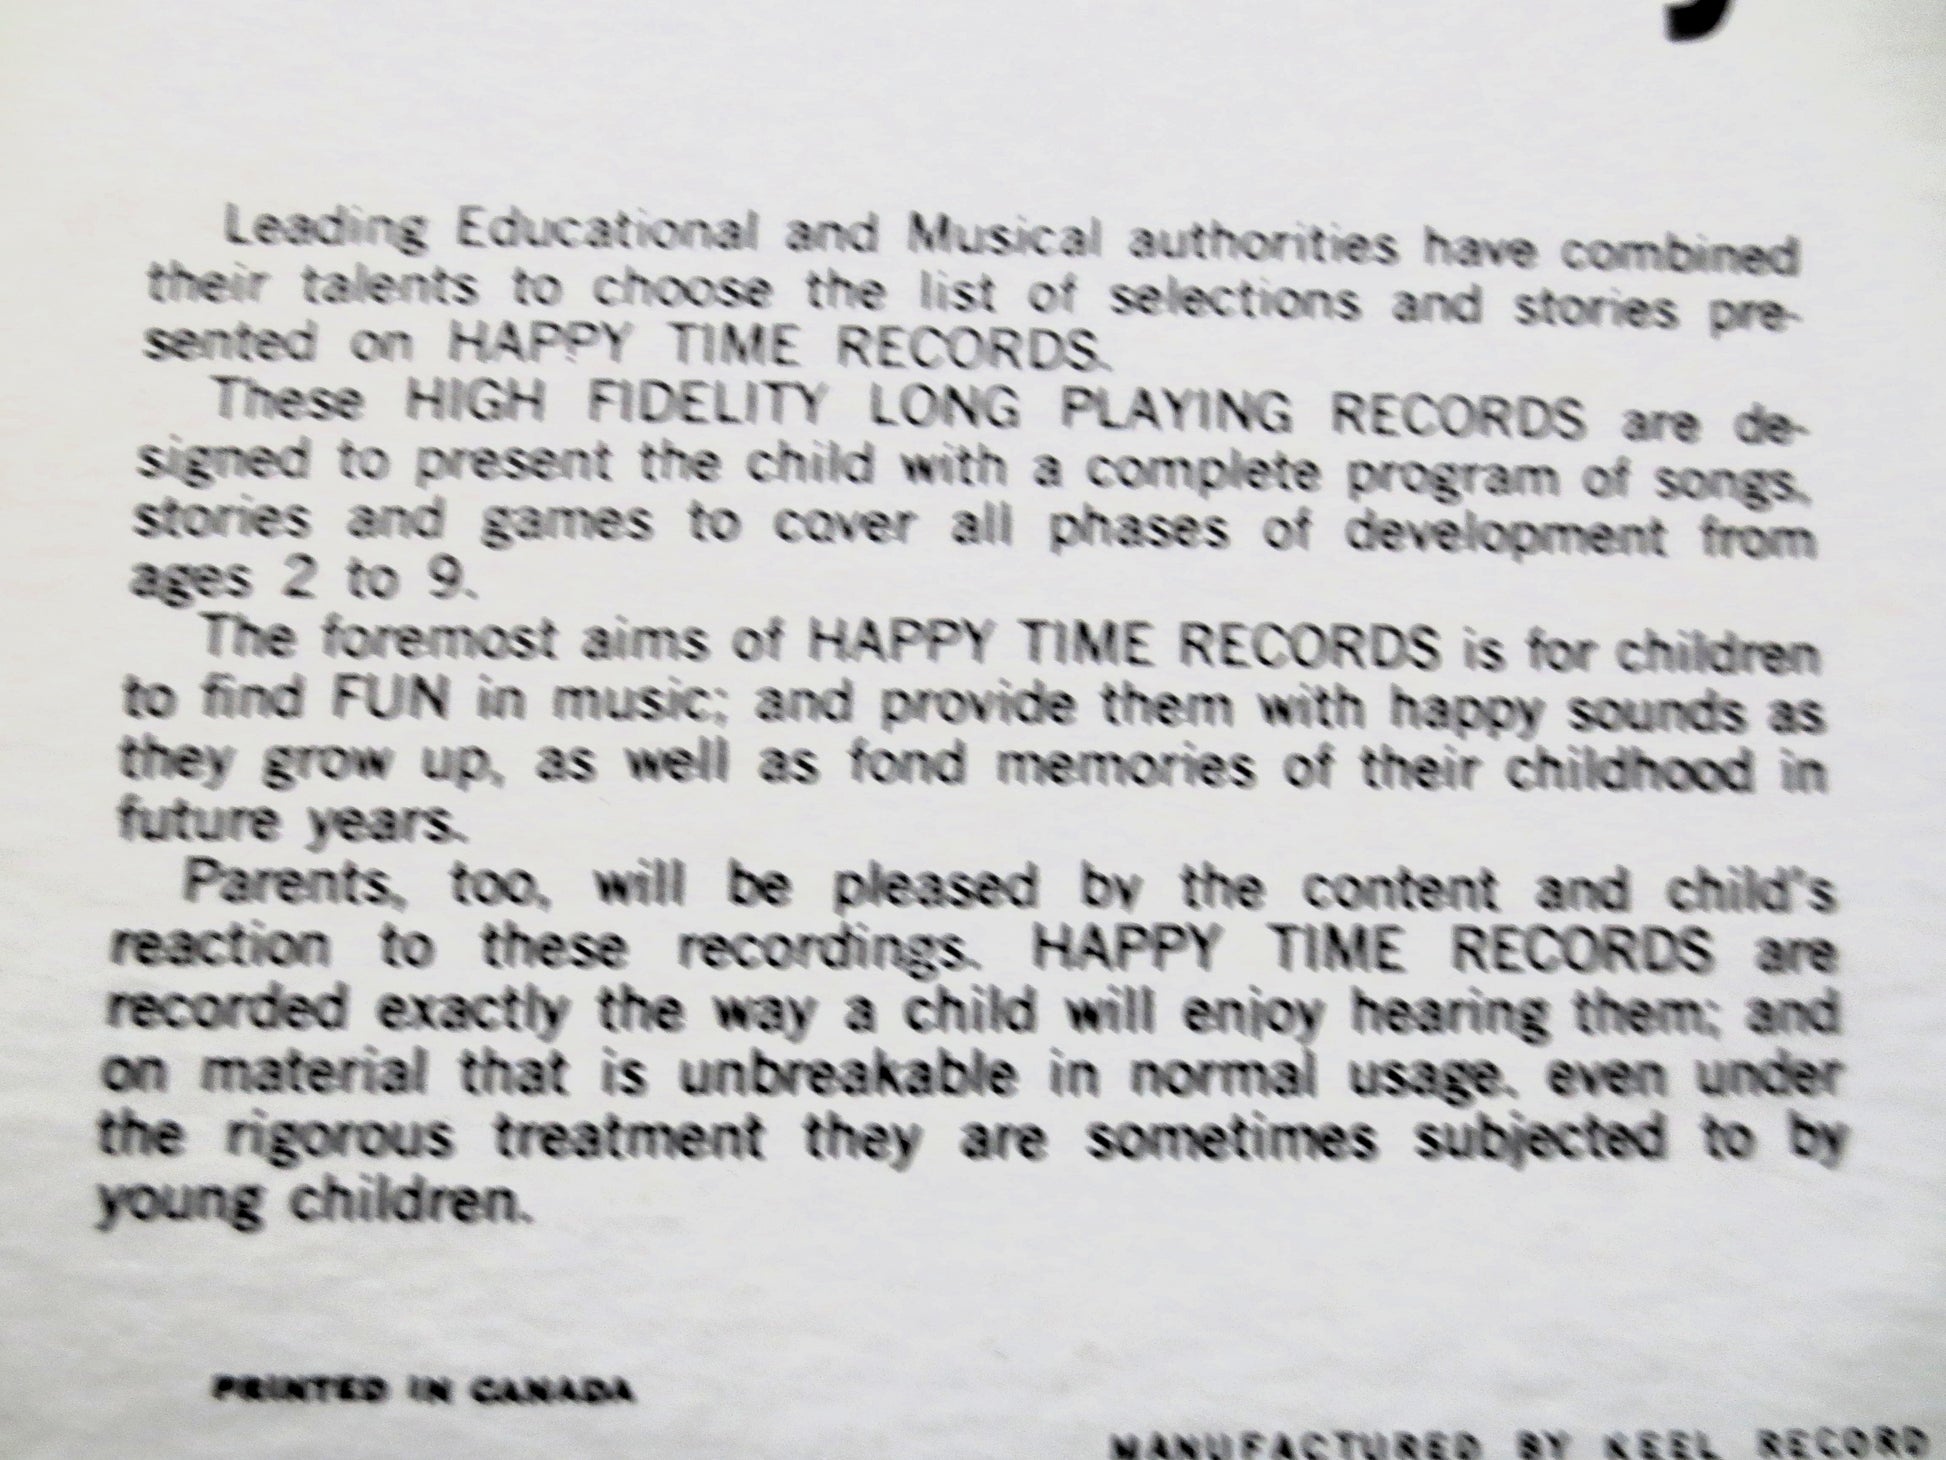 Leading Educational and Musical authorities have combined
their talents to choose the list of selections and stories pre-
sented on HAPPY TIME RECORDS.
These HIGH FIDELITY LONG PLAYING RECORDS are de-
signed to present the child with a complete program of songs,
stories and games to cover all phases of development from
ages 2 to 9.
The foremost aims of HAPPY TIME RECORDS is for children
to find FUN in music; and provide them with happy sounds as
they grow up, as well as fond memories of their childhood in
future years.
Parents, too, will be pleased by the content and child's
reaction to these recordings. HAPPY TIME RECORDS are
recorded exactly the way a child will enjoy hearing them; and
on material that is unbreakable in normal usage, even under
the rigorous treatment they are sometimes subjected to by
young children.
PRINTED IN CANADA
MANUFACTURED BY KEEL RECORD